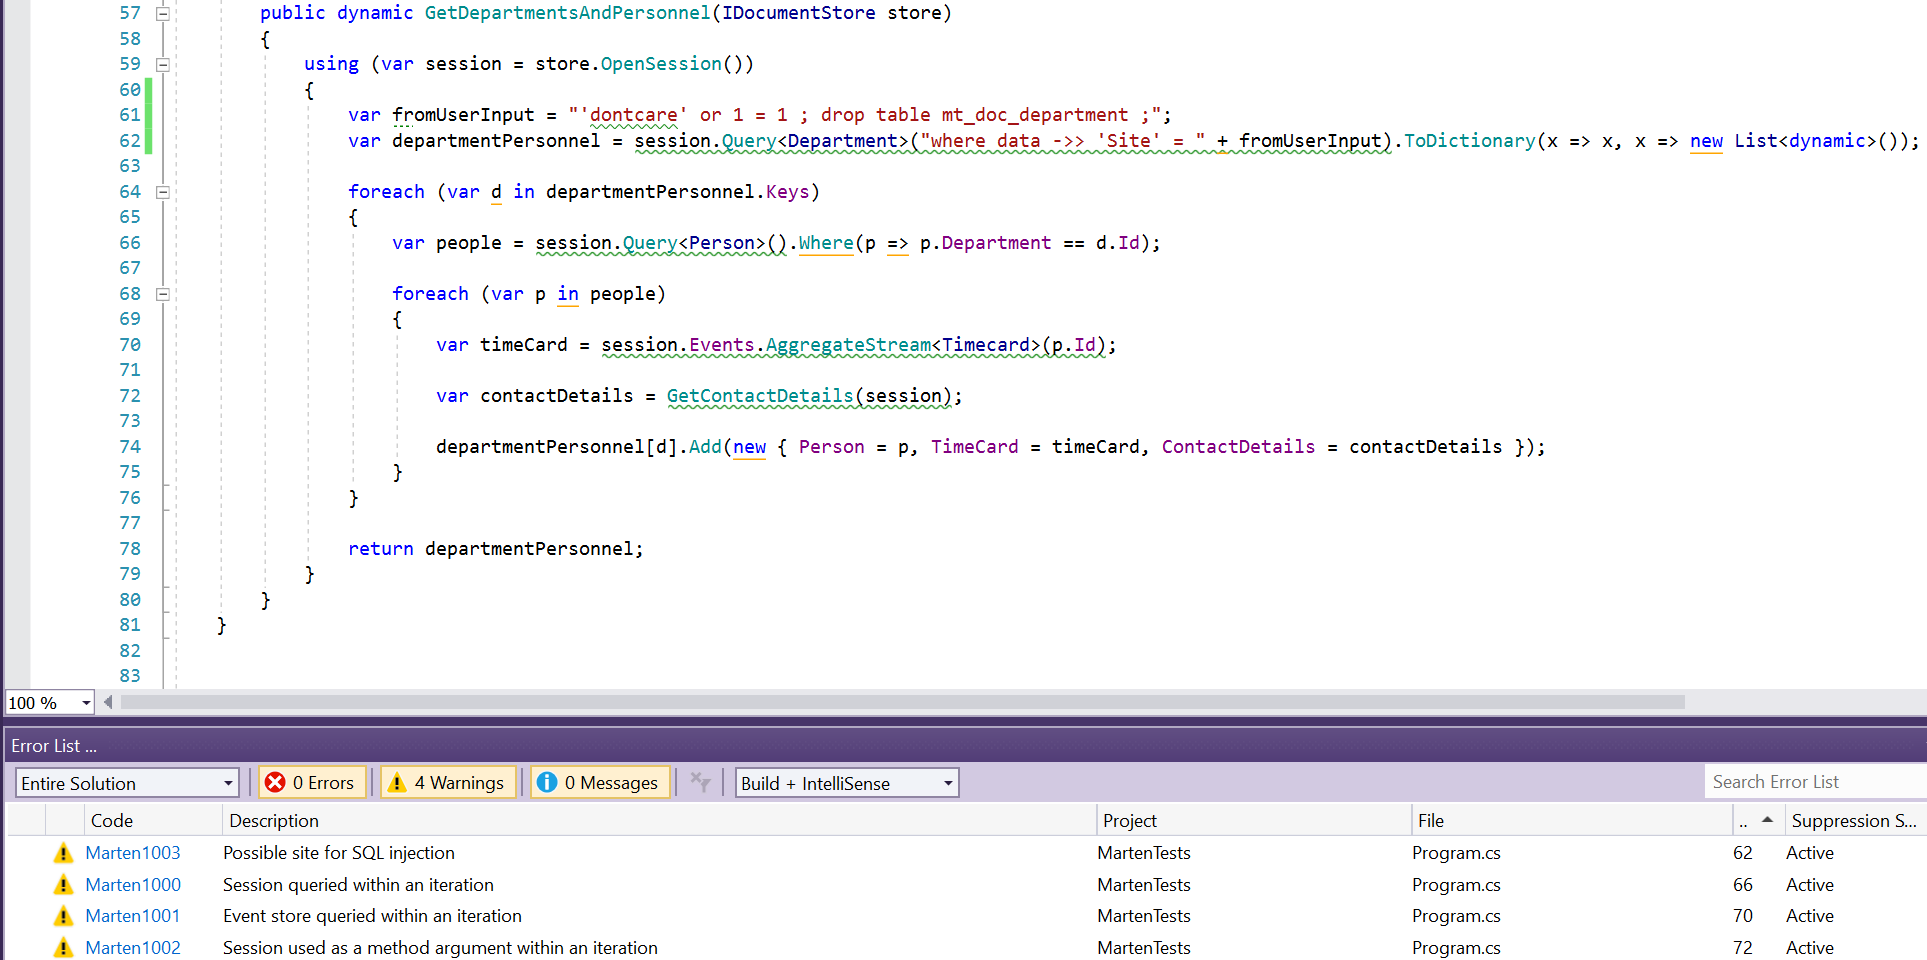 57 public dynamic GetDepartmentsAndPersonnel(IDocumentStore store)
58 {
59 using (var session = store.OpenSession())
60 {
61 var fromUserInput = "'dontcare' or 1 = 1 ; drop table mt_doc_department ;";
62 var departmentPersonnel = session.Query<Department>("where data ->> 'Site' = " + fromUserInput).ToDictionary(x => x, x => new List<dynamic>());
63
64 foreach (var d in departmentPersonnel.Keys)
65 {
66 var people = session.Query<Person>().Where(p => p.Department == d.Id);
67
68 foreach (var p in people)
69 {
70 var timeCard = session.Events.AggregateStream<Timecard>(p.Id);
71
72 var contactDetails = GetContactDetails(session);
73
74 departmentPersonnel[d].Add(new { Person = p, TimeCard = timeCard, ContactDetails = contactDetails });
75 }
76 }
77
78 return departmentPersonnel;
79 }
80 }
81 }
82
83
100 %
Error List ...
Entire Solution 0 Errors 4 Warnings 0 Messages Build + IntelliSense Search Error List
Code Description Project File .. Suppression S...
Marten1003 Possible site for SQL injection MartenTests Program.cs 62 Active
Marten1000 Session queried within an iteration MartenTests Program.cs 66 Active
Marten1001 Event store queried within an iteration MartenTests Program.cs 70 Active
Marten1002 Session used as a method argument within an iteration MartenTests Program.cs 72 Active